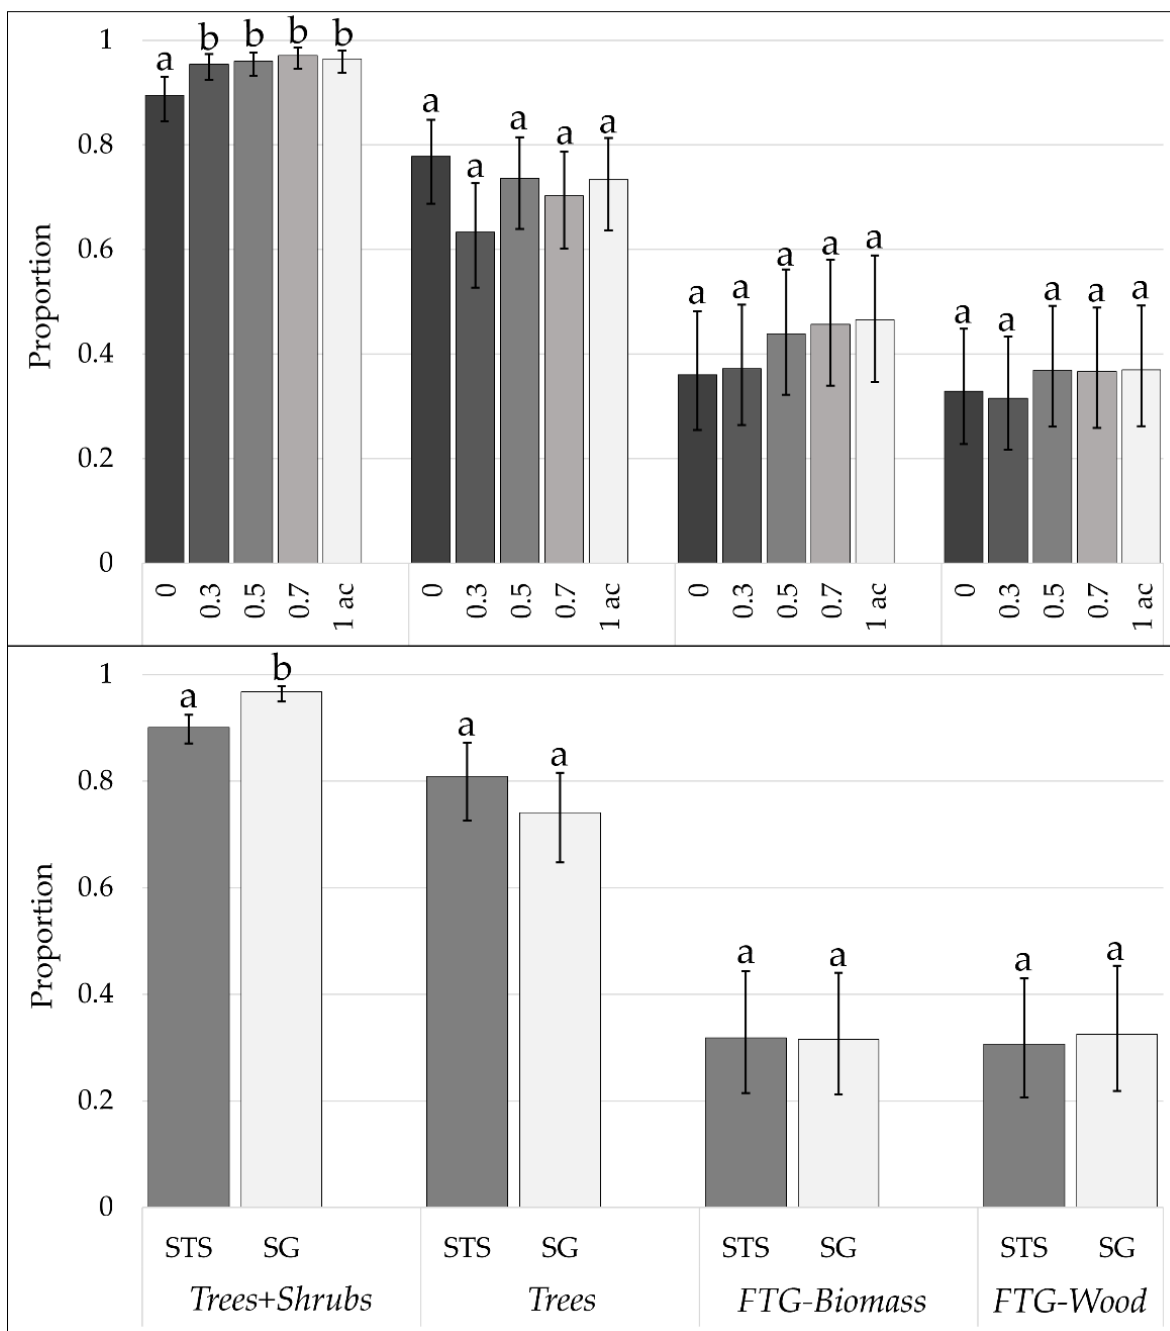 1
0.8
0.6
0.4
0.2
0
Proportion
a b b b b
a a a a a
a a a a a
a a a a a
0 0.3 0.5 0.7 1 ac
0 0.3 0.5 0.7 1 ac
0 0.3 0.5 0.7 1 ac
0 0.3 0.5 0.7 1 ac
1
0.8
0.6
0.4
0.2
0
Proportion
a b
a a
a a
a a
STS SG STS SG STS SG STS SG
Trees+Shrubs Trees FTG-Biomass FTG-Wood